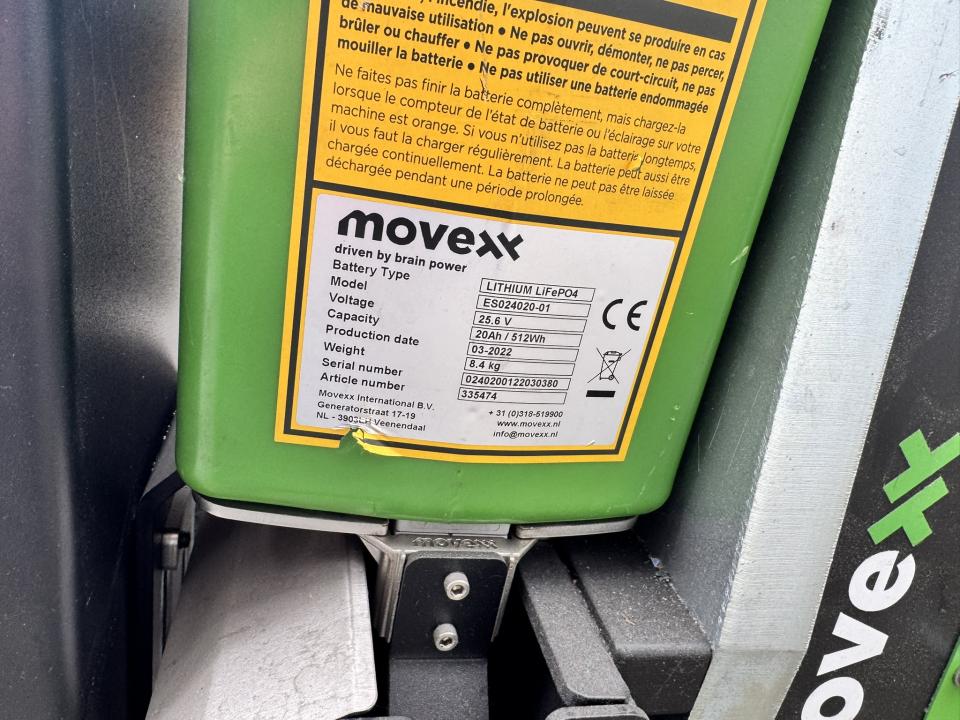 l'incendie, l'explosion peuvent se produire en cas
de mauvaise utilisation • Ne pas ouvrir, démonter, ne pas percer,
brûler ou chauffer • Ne pas provoquer de court-circuit, ne pas
mouiller la batterie • Ne pas utiliser une batterie endommagée
Ne faites pas finir la batterie complètement, mais chargez-la
lorsque le compteur de l'état de batterie ou l'éclairage sur votre
machine est orange. Si vous n'utilisez pas la batterie longtemps,
il vous faut la charger régulièrement. La batterie peut aussi être
chargée continuellement. La batterie ne peut pas être laissée
déchargée pendant une période prolongée.
movexx
driven by brain power
Battery Type LITHIUM LiFePO4
Model ES024020-01
Voltage 25.6 V
Capacity 20Ah / 512Wh
Production date 03-2022
Weight 8.4 kg
Serial number 0240200122030380
Article number 335474
CE
Movexx International B.V.
Generatorstraat 17-19
NL - 3903LH Veenendaal
+ 31 (0)318-519900
www.movexx.nl
info@movexx.nl
movexx
ovexx